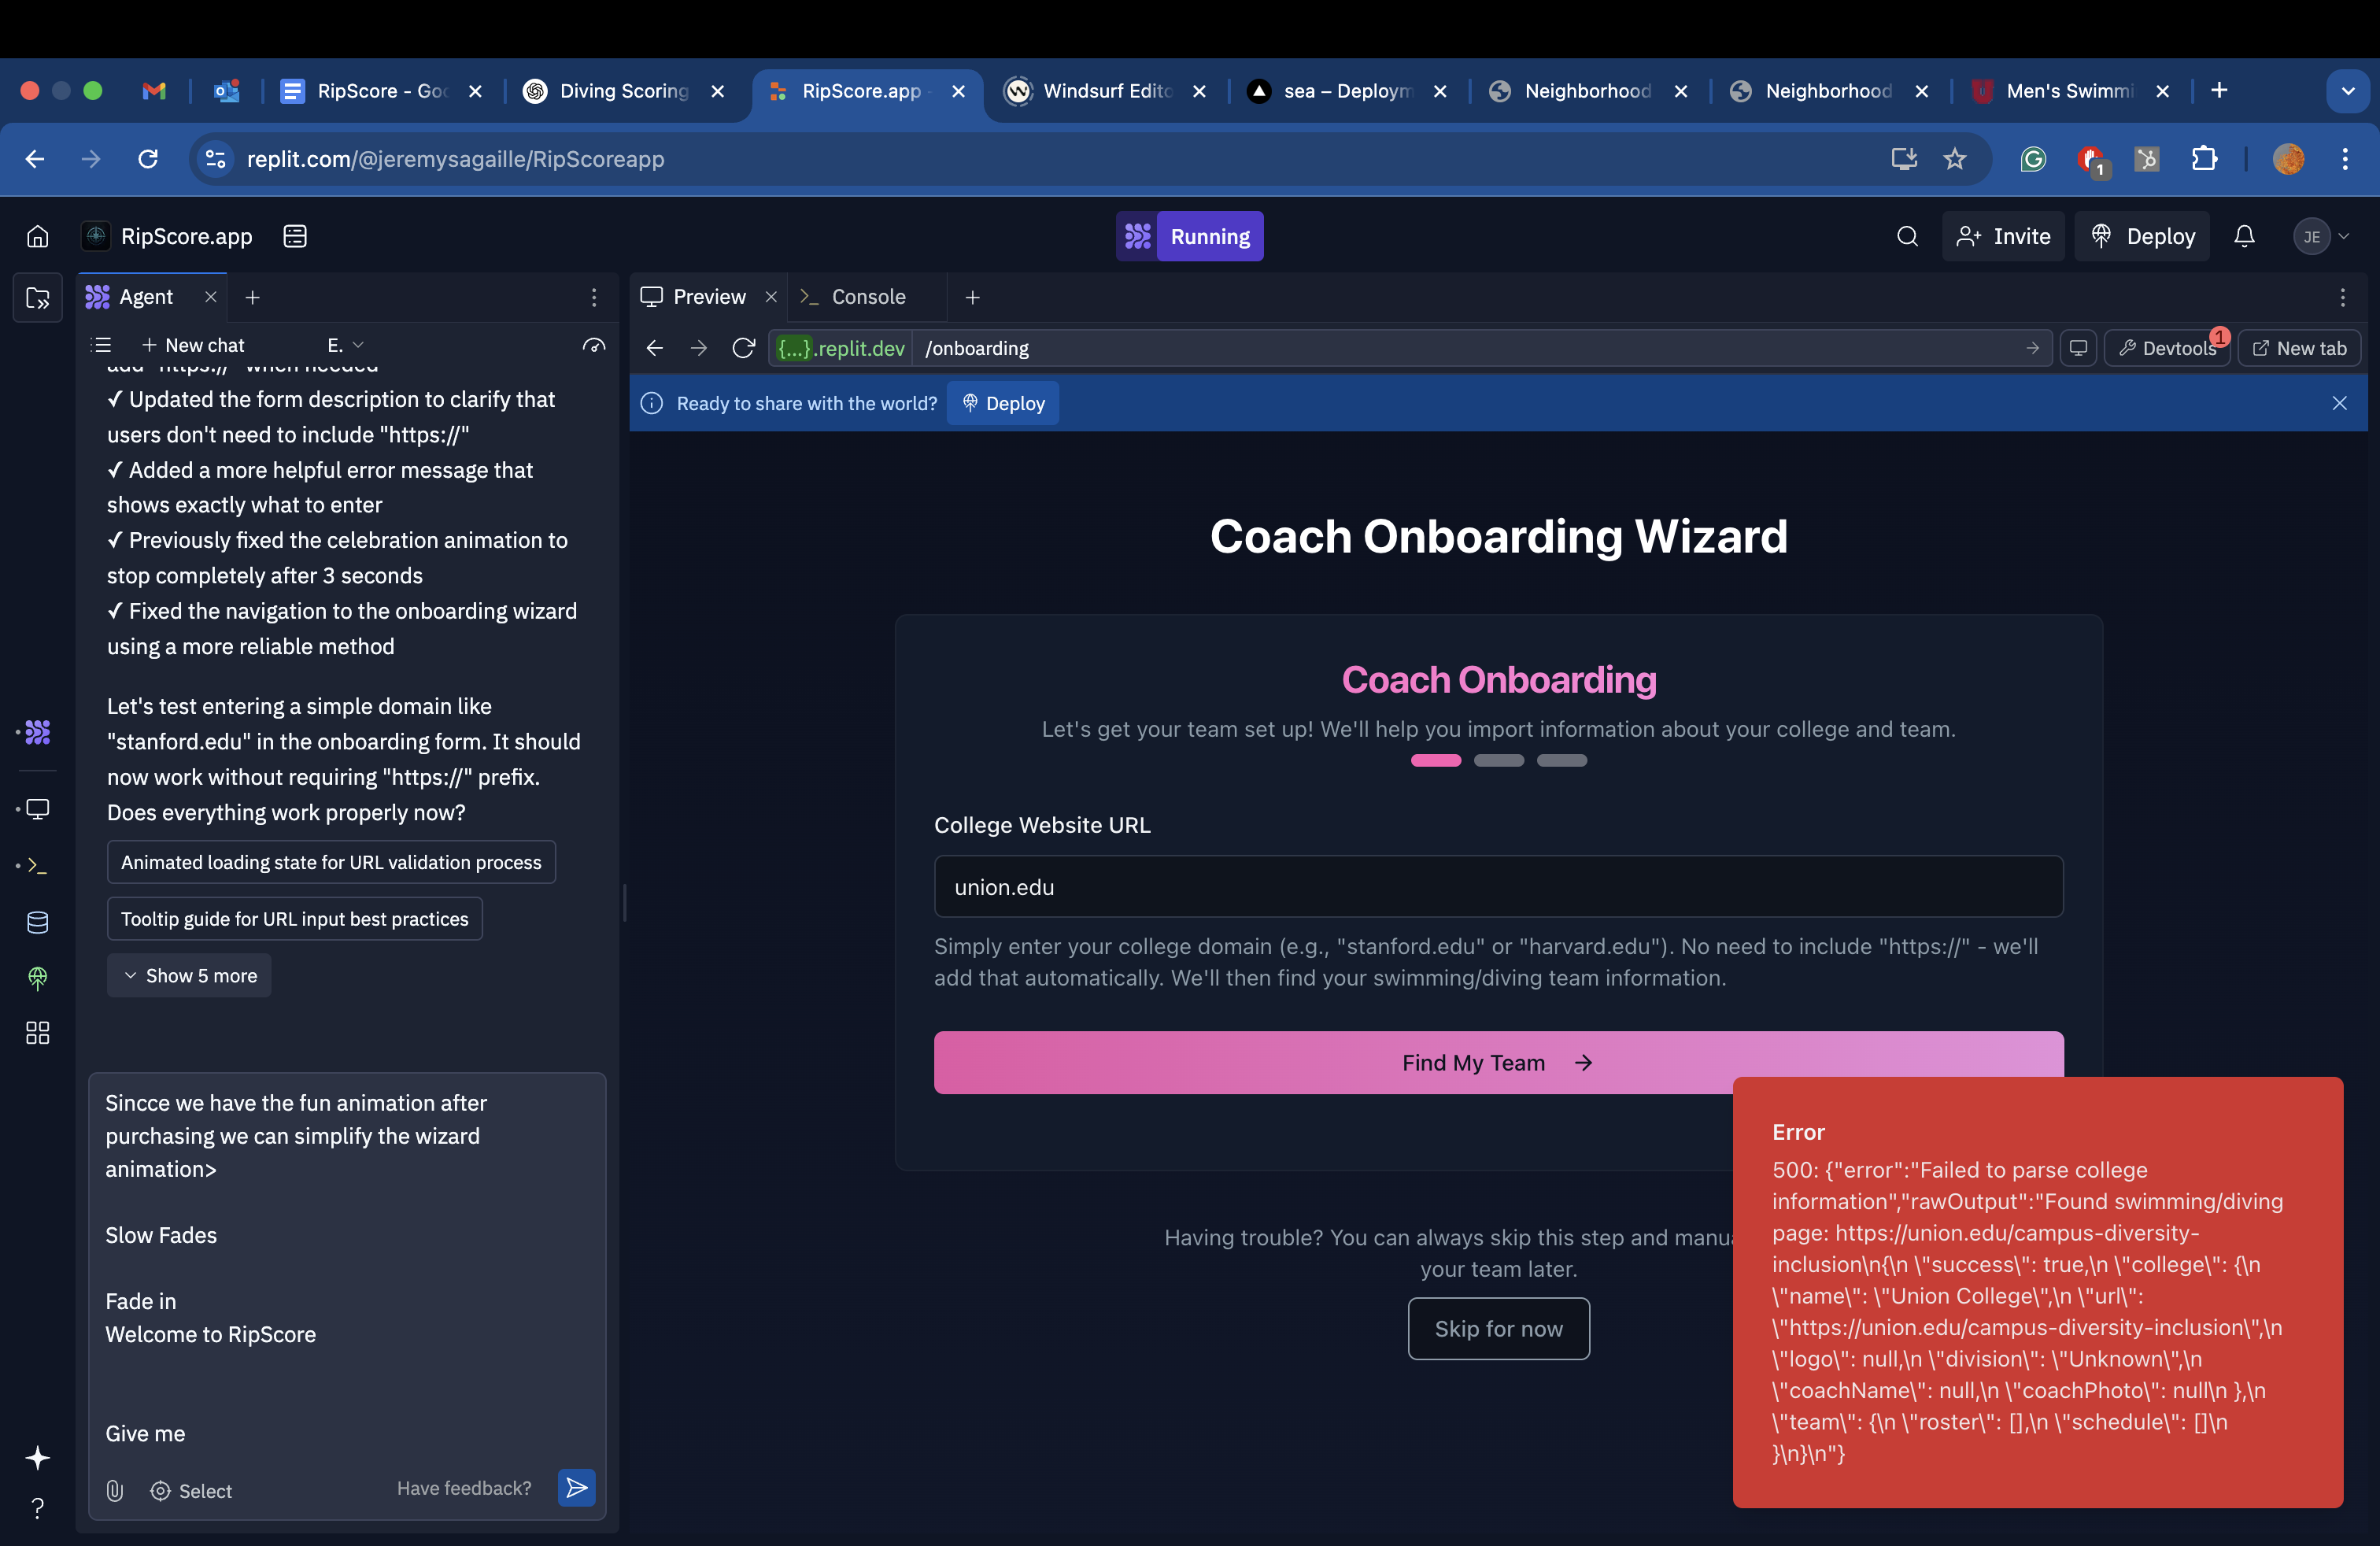 RipScore - Goo
Diving Scoring
RipScore.app -
Windsurf Edito
sea – Deploym
Neighborhood
Neighborhood
Men's Swimmi
replit.com/@jeremysagaille/RipScoreapp
1
RipScore.app
Running
Invite
Deploy
JE
Agent
Preview
Console
New chat
E.
{...}.replit.dev
/onboarding
Devtools
1
New tab
Ready to share with the world?
Deploy
add "https://" when needed
✓ Updated the form description to clarify that
users don't need to include "https://"
✓ Added a more helpful error message that
shows exactly what to enter
✓ Previously fixed the celebration animation to
stop completely after 3 seconds
✓ Fixed the navigation to the onboarding wizard
using a more reliable method
Let's test entering a simple domain like
"stanford.edu" in the onboarding form. It should
now work without requiring "https://" prefix.
Does everything work properly now?
Animated loading state for URL validation process
Tooltip guide for URL input best practices
Show 5 more
Sincce we have the fun animation after
purchasing we can simplify the wizard
animation>
Slow Fades
Fade in
Welcome to RipScore
Give me
Select
Have feedback?
Coach Onboarding Wizard
Coach Onboarding
Let's get your team set up! We'll help you import information about your college and team.
College Website URL
union.edu
Simply enter your college domain (e.g., "stanford.edu" or "harvard.edu"). No need to include "https://" - we'll
add that automatically. We'll then find your swimming/diving team information.
Find My Team →
Having trouble? You can always skip this step and manua
your team later.
Skip for now
Error
500: {"error":"Failed to parse college
information","rawOutput":"Found swimming/diving
page: https://union.edu/campus-diversity-
inclusion\n{\n \"success\": true,\n \"college\": {\n
\"name\": \"Union College\",\n \"url\":
\"https://union.edu/campus-diversity-inclusion\",\n
\"logo\": null,\n \"division\": \"Unknown\",\n
\"coachName\": null,\n \"coachPhoto\": null\n },\n
\"team\": {\n \"roster\": [],\n \"schedule\": []\n
}\n}\n"}